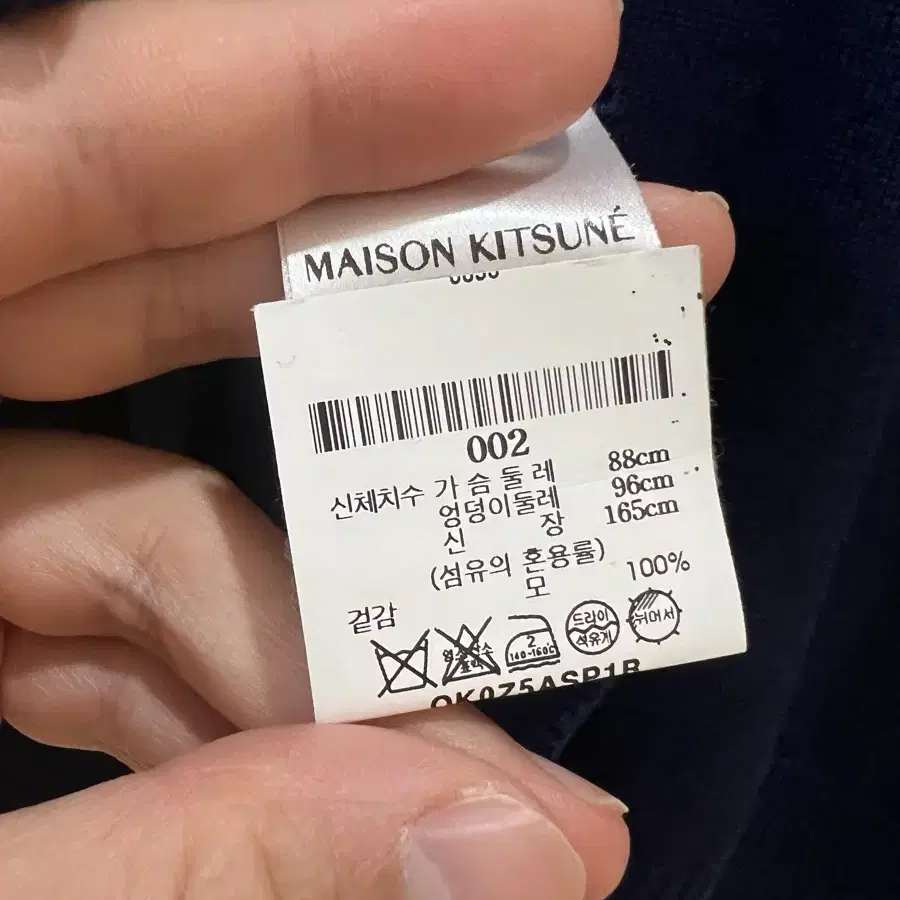 MAISON KITSUNÉ
002
신체치수 가 슴 둘 레 88cm
엉덩이둘레 96cm
신 장 165cm
(섬유의 혼용률)
겉감 모 100%
2
140-160℃
드라이
석유계
뉘어서